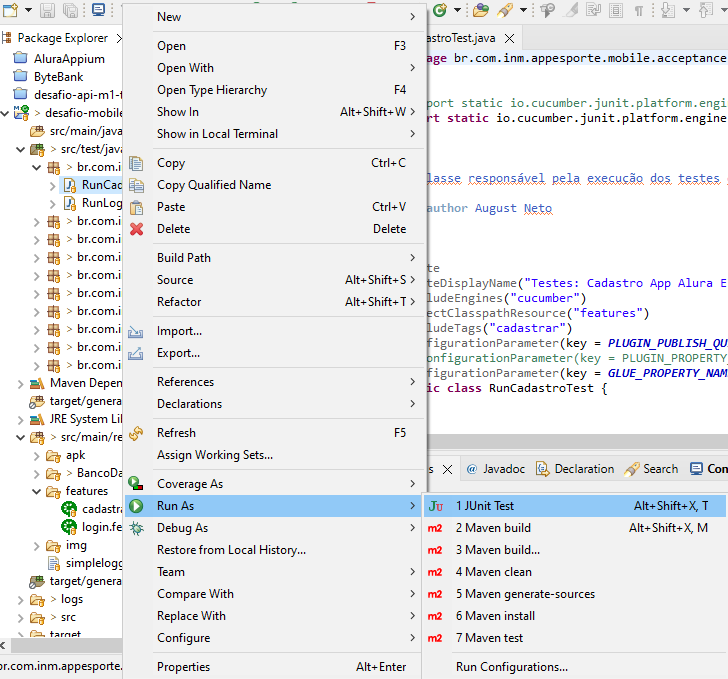 Package Explorer
AluraAppium
ByteBank
desafio-api-m1-t
> desafio-mobile
src/main/java
> src/test/java
> br.com.i
RunCad
RunLog
> br.com.i
> br.com.i
> br.com.i
> br.com.i
> br.com.i
> br.com.i
> br.com.i
> br.com.i
> br.com.i
Maven Depen
target/genera
JRE System Lib
> src/main/re
apk
> BancoDa
features
cadastra
login.fe
img
simplelogg
target/genera
> logs
> src
target
br.com.inm.appesporte.
New
Open F3
Open With
Open Type Hierarchy F4
Show In Alt+Shift+W
Show in Local Terminal
Copy Ctrl+C
Copy Qualified Name
Paste Ctrl+V
Delete Delete
Build Path
Source Alt+Shift+S
Refactor Alt+Shift+T
Import...
Export...
References
Declarations
Refresh F5
Assign Working Sets...
Coverage As
Run As
Debug As
Restore from Local History...
Team
Compare With
Replace With
Configure
Properties Alt+Enter
1 JUnit Test Alt+Shift+X, T
2 Maven build Alt+Shift+X, M
3 Maven build...
4 Maven clean
5 Maven generate-sources
6 Maven install
7 Maven test
Run Configurations...
astroTest.java
age br.com.inm.appesporte.mobile.acceptance
port static io.cucumber.junit.platform.engi
rt static io.cucumber.junit.platform.engine
lasse responsável pela execução dos testes
author August Neto
te
teDisplayName("Testes: Cadastro App Alura E
ludeEngines("cucumber")
ectClasspathResource("features")
ludeTags("cadastrar")
figurationParameter(key = PLUGIN_PUBLISH_QU
onfigurationParameter(key = PLUGIN_PROPERTY
figurationParameter(key = GLUE_PROPERTY_NAM
ic class RunCadastroTest {
s @ Javadoc Declaration Search Con